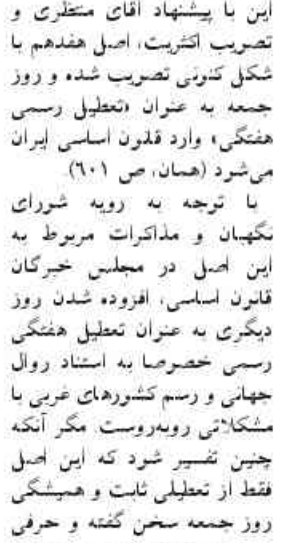 این با پیشنهاد آقای منتظری و
تصریب اکثریت، اصل هفدهم با
شکل کنونی تصریب شده و روز
جمعه به عنوان «تعطیل رسمی
هفتگی» وارد قانون اساسی ایران
می‌شود (همان، ص ٦٠١)
با توجه به رویه شورای
نگهبان و مذاکرات مربوط به
این اصل در مجلس خبرگان
قانون اساسی، افزوده شدن روز
دیگری به عنوان تعطیل هفتگی
رسمی خصوصا به استناد روال
جهانی و رسم کشورهای غربی با
مشکلاتی روبه‌روست مگر آنکه
چنین تفسیر شود که این اصل
فقط از تعطیلی ثابت و همیشگی
روز جمعه سخن گفته و حرفی